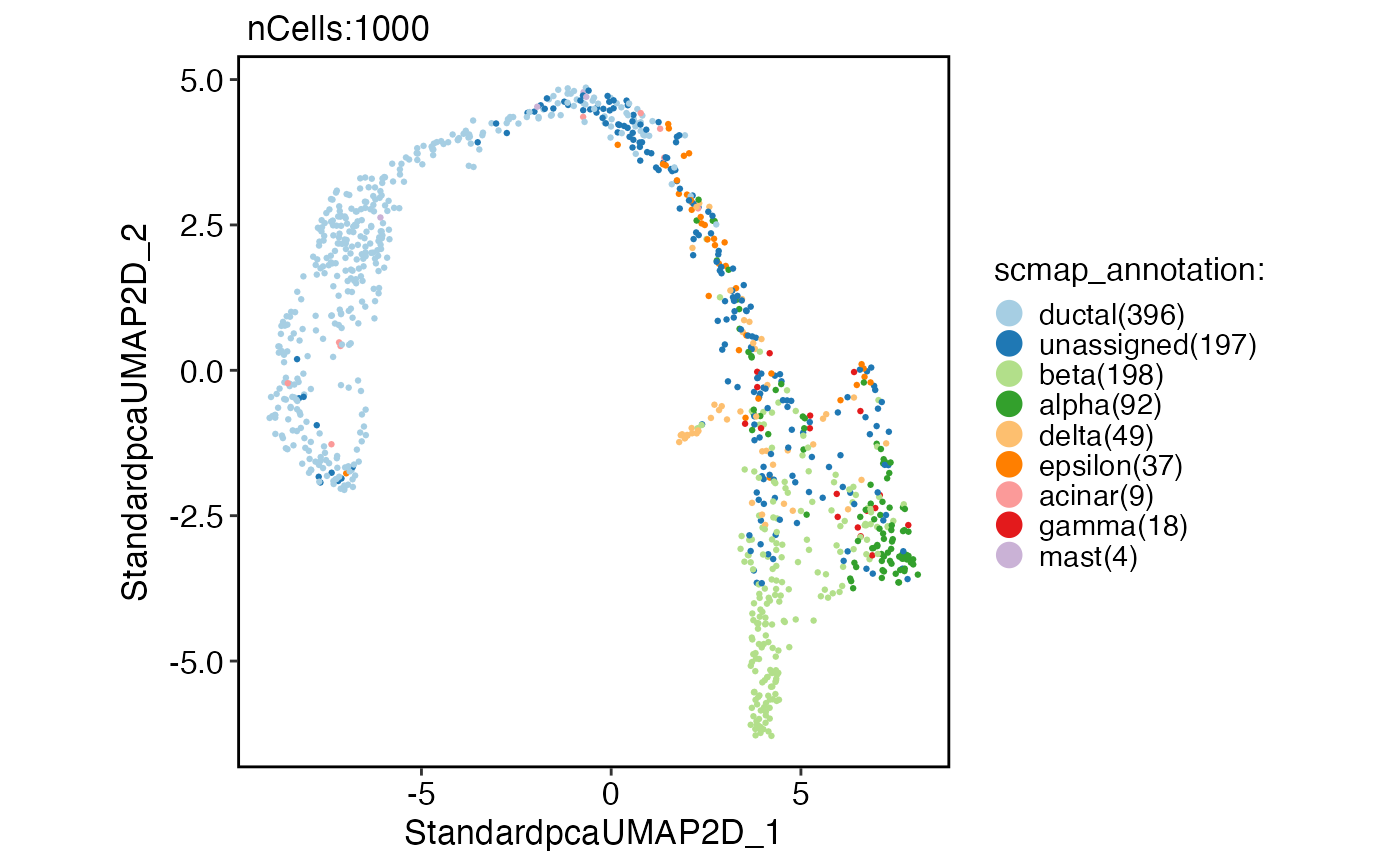 nCells:1000
5.0
2.5
0.0
-2.5
-5.0
StandardpcaUMAP2D_2
-5
0
5
StandardpcaUMAP2D_1
scmap_annotation:
ductal(396)
unassigned(197)
beta(198)
alpha(92)
delta(49)
epsilon(37)
acinar(9)
gamma(18)
mast(4)